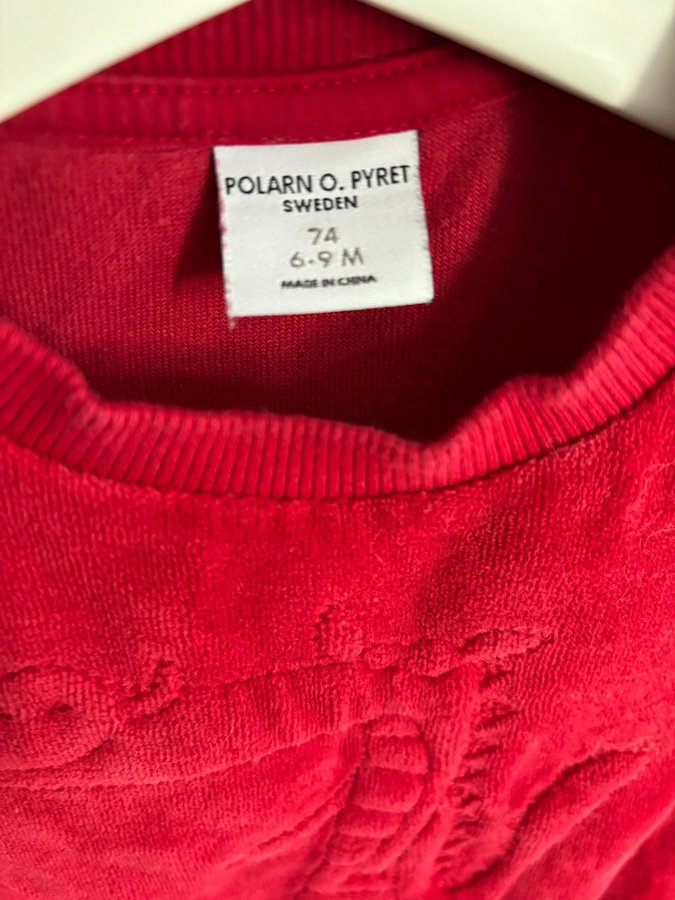 POLARN O. PYRET
SWEDEN
74
6-9 M
MADE IN CHINA